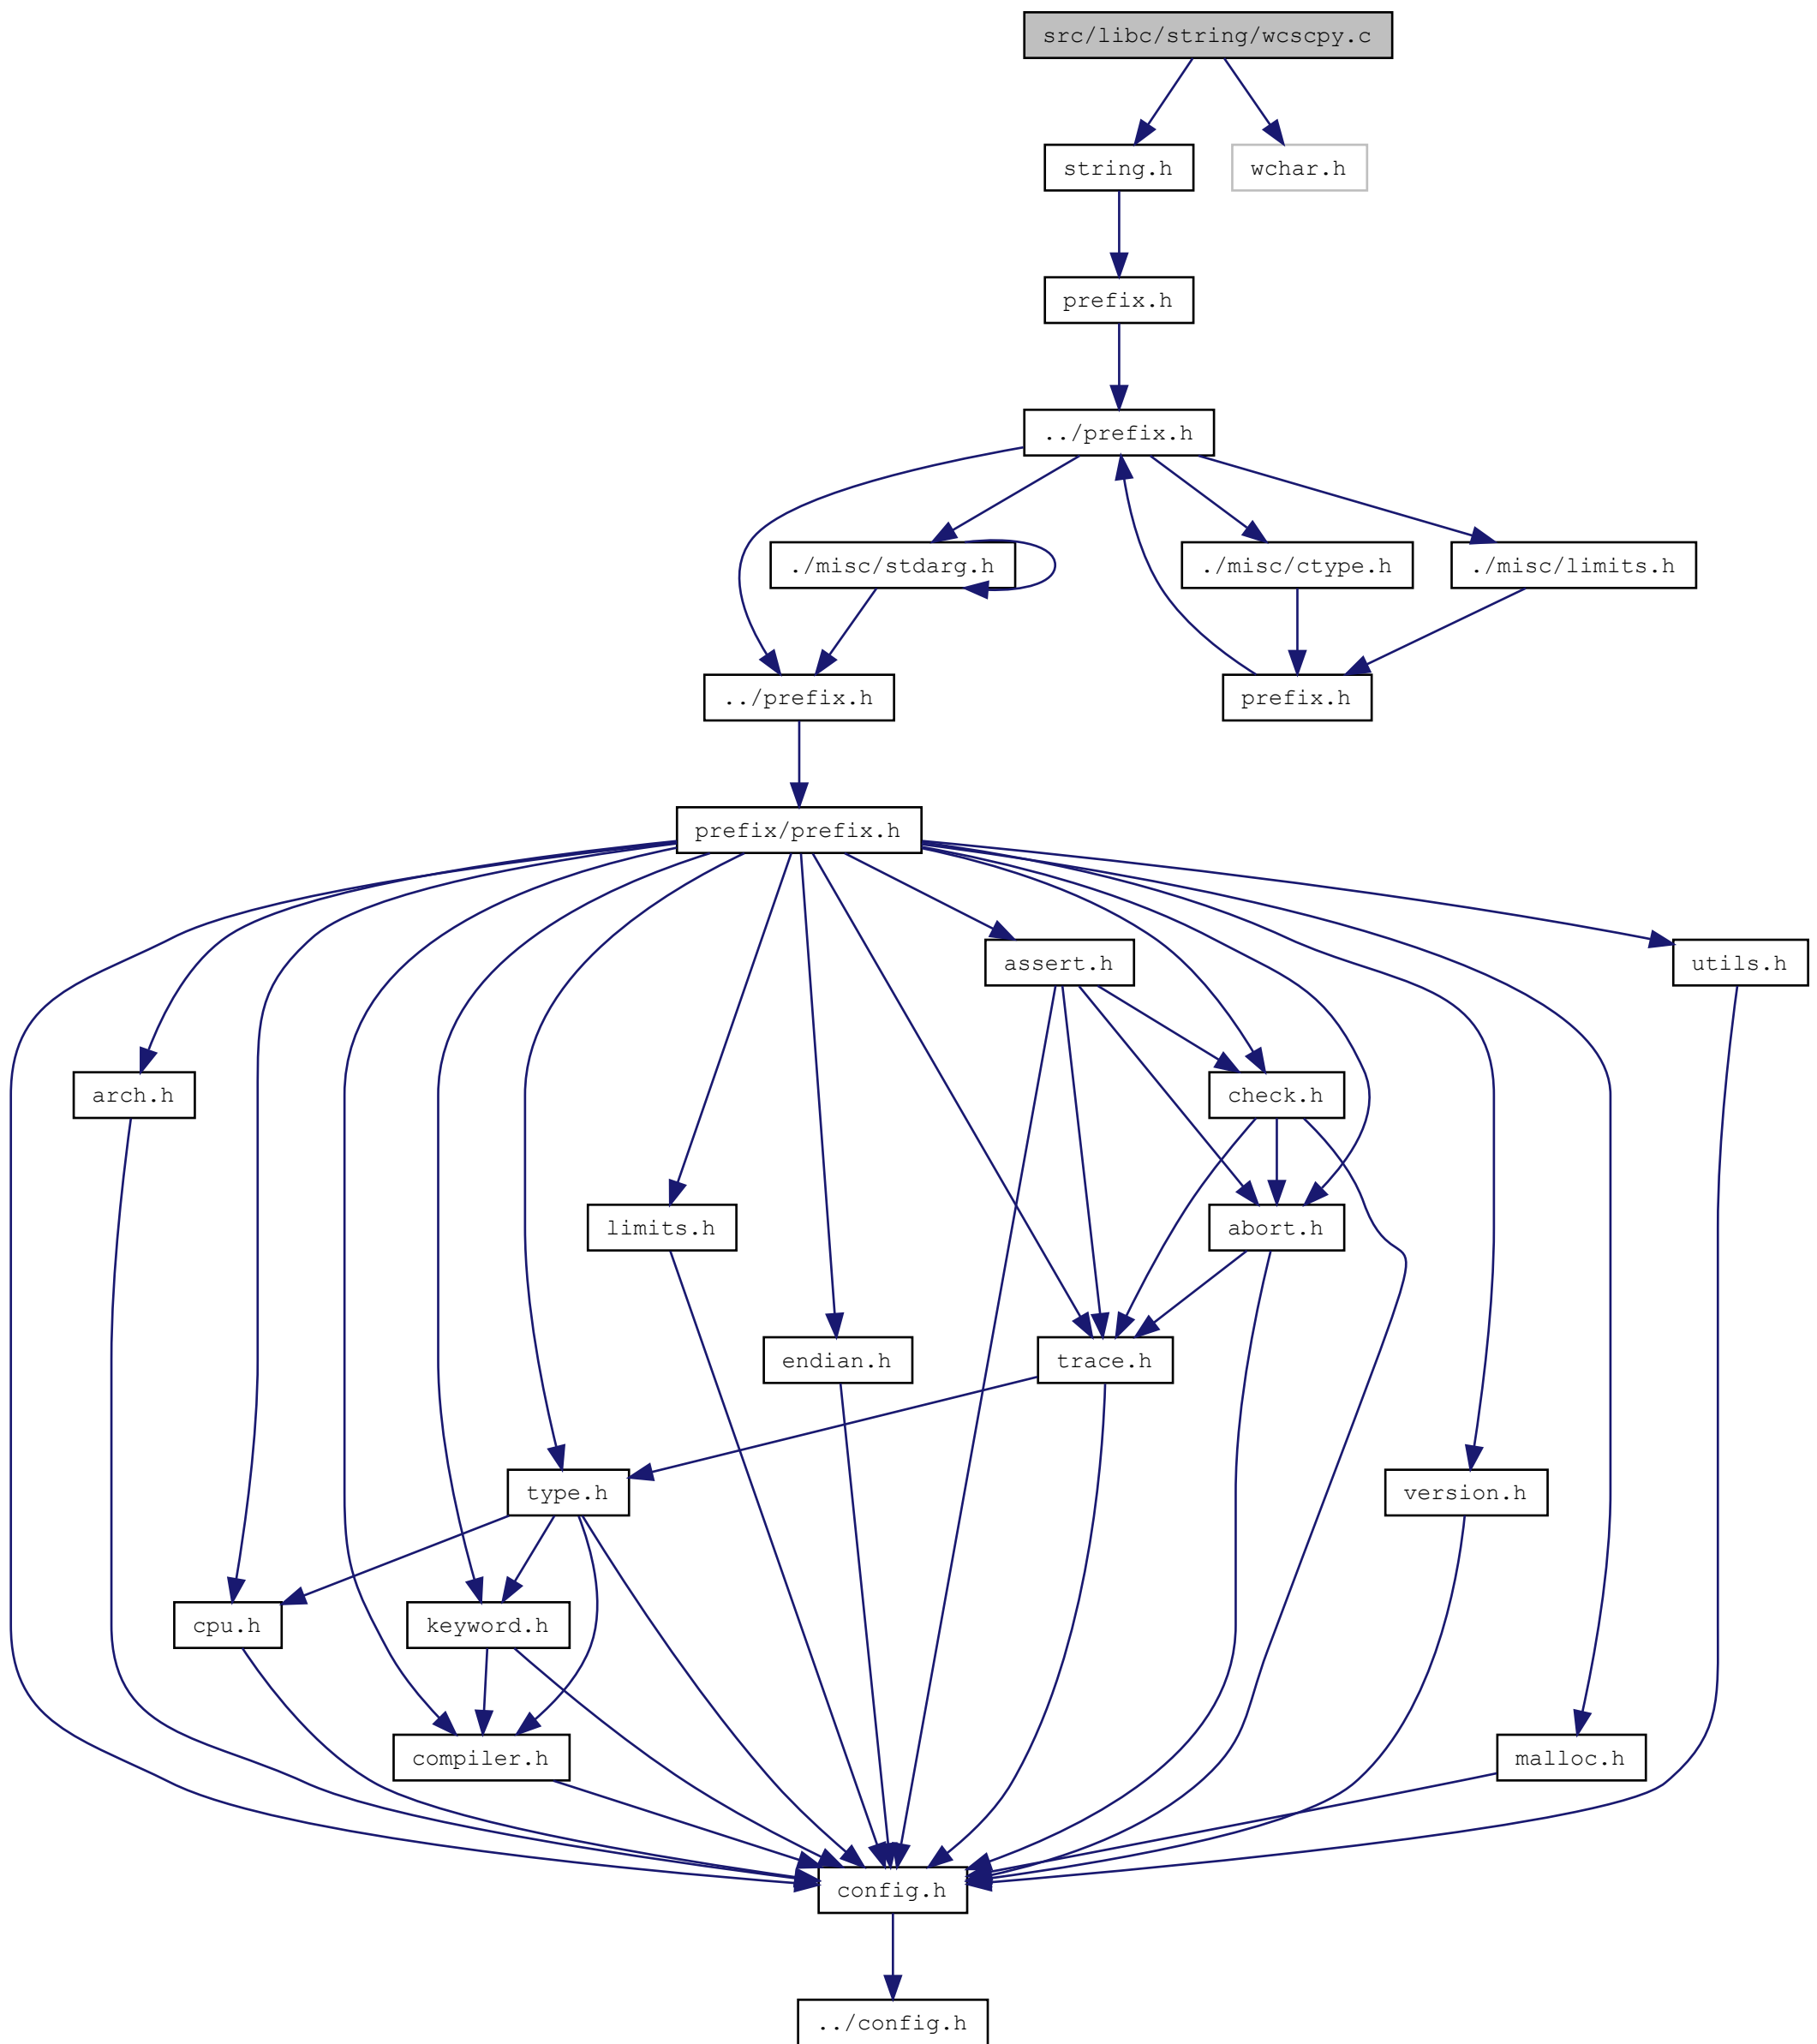 src/libc/string/wcscpy.c
string.h
wchar.h
prefix.h
../prefix.h
./misc/stdarg.h
./misc/ctype.h
./misc/limits.h
../prefix.h
prefix.h
prefix/prefix.h
assert.h
utils.h
arch.h
check.h
limits.h
abort.h
endian.h
trace.h
type.h
version.h
cpu.h
keyword.h
compiler.h
malloc.h
config.h
../config.h